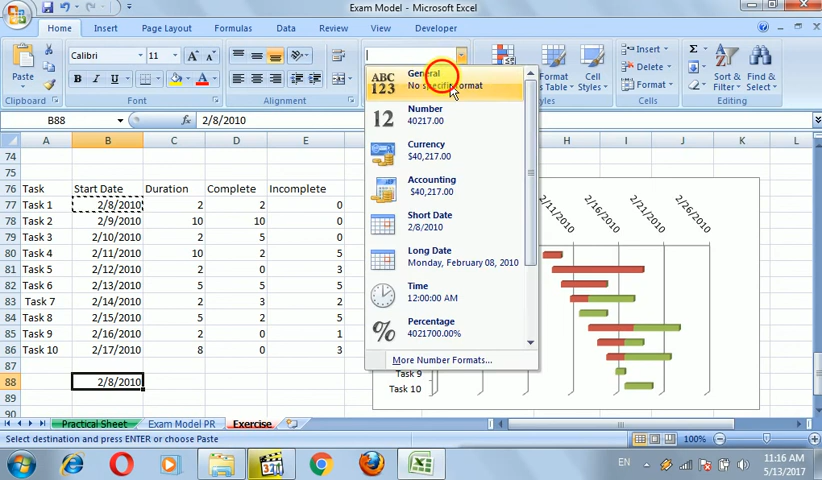 Exam Model - Microsoft Excel
Home Insert Page Layout Formulas Data Review View Developer
Paste
Clipboard
Calibri 11
B I U
Font
Alignment
Format as Table
Cell Styles
Insert
Delete
Format
Cells
Sort & Filter
Find & Select
Editing
B88 2/8/2010
ABC 123 General
No specific format
12 Number
40217.00
Currency
$40,217.00
Accounting
$40,217.00
Short Date
2/8/2010
Long Date
Monday, February 08, 2010
Time
12:00:00 AM
% Percentage
4021700.00%
More Number Formats...
A B C D E H I J K L
74
75
76 Task Start Date Duration Complete Incomplete
77 Task 1 2/8/2010 2 2 0
78 Task 2 2/9/2010 10 10 0
79 Task 3 2/10/2010 2 5 0
80 Task 4 2/11/2010 10 2 5
81 Task 5 2/12/2010 2 0 3
82 Task 6 2/13/2010 5 5 5
83 Task 7 2/14/2010 2 3 2
84 Task 8 2/15/2010 5 2 5
85 Task 9 2/16/2010 2 0 1
86 Task 10 2/17/2010 8 0 3
87
88 2/8/2010
89
90
2/11/2010 2/16/2010 2/21/2010 2/26/2010
Task 9
Task 10
Practical Sheet Exam Model PR Exercise
Select destination and press ENTER or choose Paste
100%
321
EN
11:16 AM
5/13/2017